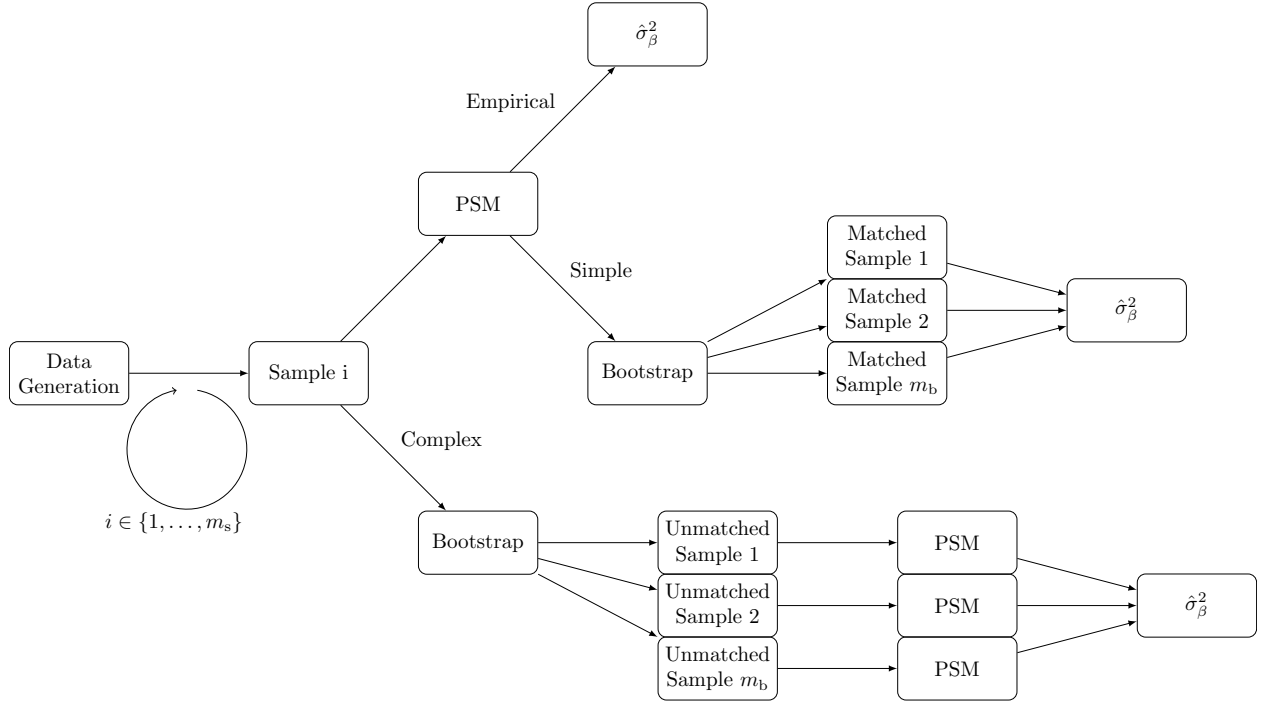 σ̂²_β
Empirical
PSM
Simple
Matched
Sample 1
Matched
Sample 2
Matched
Sample m_b
σ̂²_β
Data
Generation
Sample i
Bootstrap
Complex
i ∈ {1, . . . , m_s}
Bootstrap
Unmatched
Sample 1
PSM
Unmatched
Sample 2
PSM
σ̂²_β
Unmatched
Sample m_b
PSM